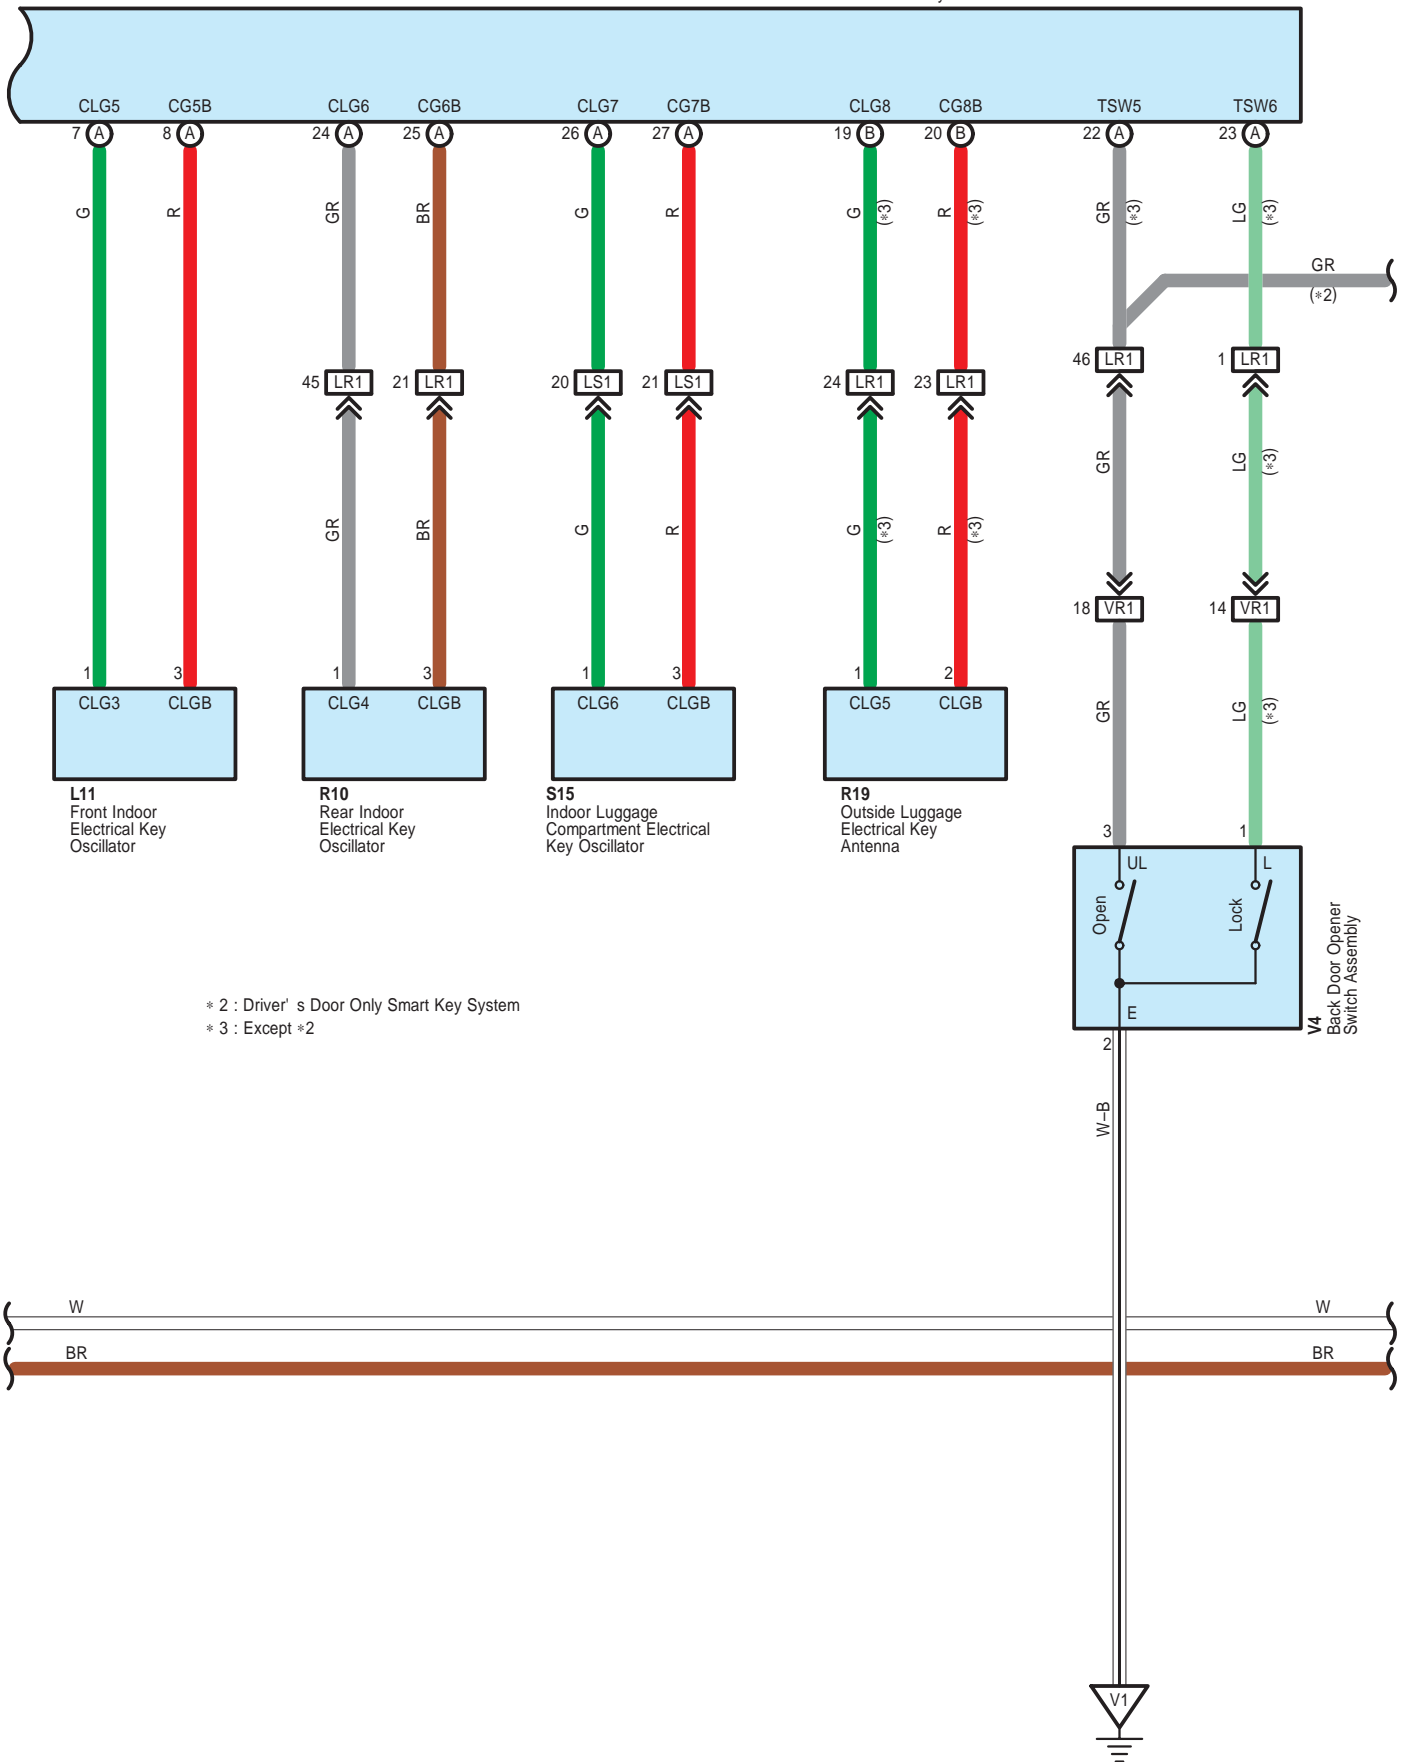 CLG5 CG5B CLG6 CG6B CLG7 CG7B CLG8 CG8B TSW5 TSW6
7 A 8 A 24 A 25 A 26 A 27 A 19 B 20 B 22 A 23 A
G R GR BR G R G (*3) R (*3) GR (*3) LG (*3)
GR
(*2)
46 LR1 1 LR1
45 LR1 21 LR1 20 LS1 21 LS1 24 LR1 23 LR1
GR LG (*3)
GR BR G R G (*3) R (*3)
18 VR1 14 VR1
1 3 1 3 1 3 1 2
CLG3 CLGB CLG4 CLGB CLG6 CLGB CLG5 CLGB
GR LG (*3)
L11
Front Indoor
Electrical Key
Oscillator
R10
Rear Indoor
Electrical Key
Oscillator
S15
Indoor Luggage
Compartment Electrical
Key Oscillator
R19
Outside Luggage
Electrical Key
Antenna
3 1
UL L
Open Lock
E
2
V4
Back Door Opener
Switch Assembly
* 2 : Driver' s Door Only Smart Key System
* 3 : Except *2
W-B
W W
BR BR
V1